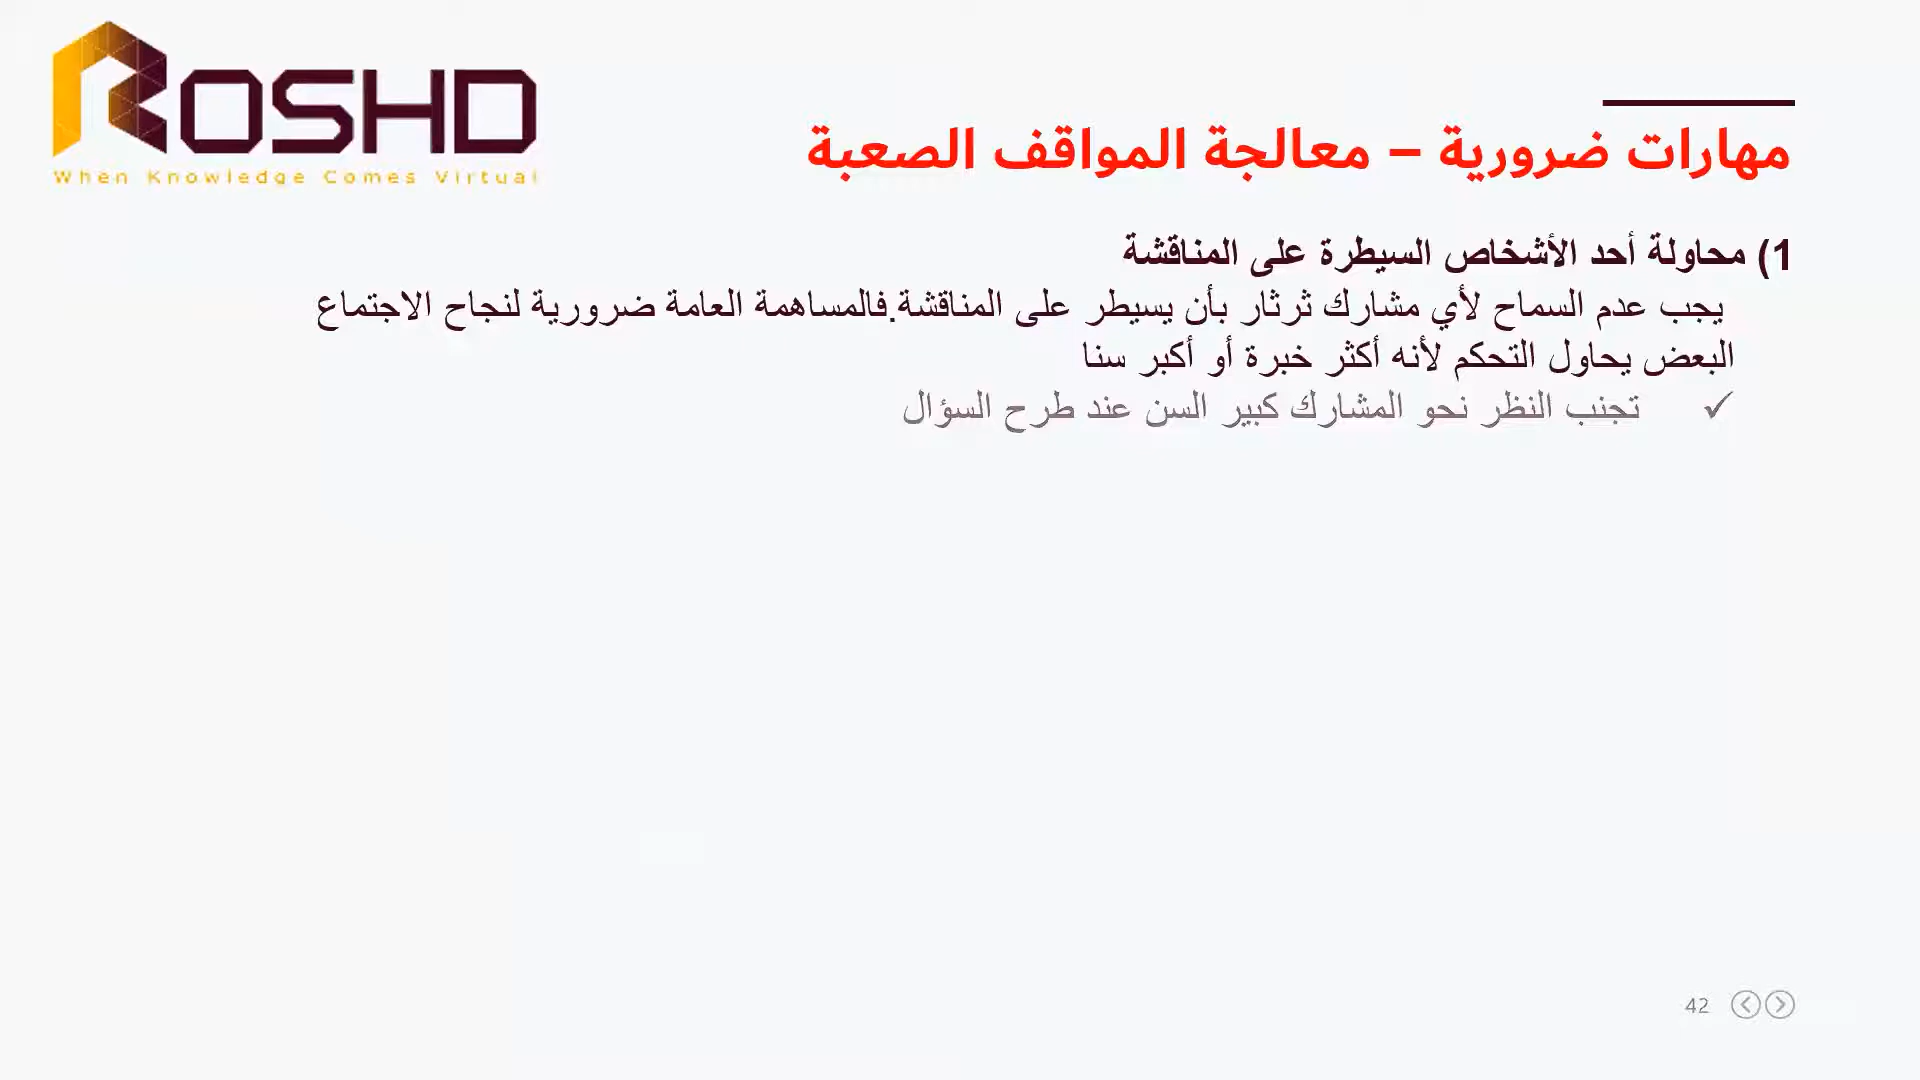 ROSHD
When Knowledge Comes Virtual
مهارات ضرورية – معالجة المواقف الصعبة
1) محاولة أحد الأشخاص السيطرة على المناقشة
يجب عدم السماح لأي مشارك ثرثار بأن يسيطر على المناقشة.فالمساهمة العامة ضرورية لنجاح الاجتماع
البعض يحاول التحكم لأنه أكثر خبرة أو أكبر سنا
✓ تجنب النظر نحو المشارك كبير السن عند طرح السؤال
42